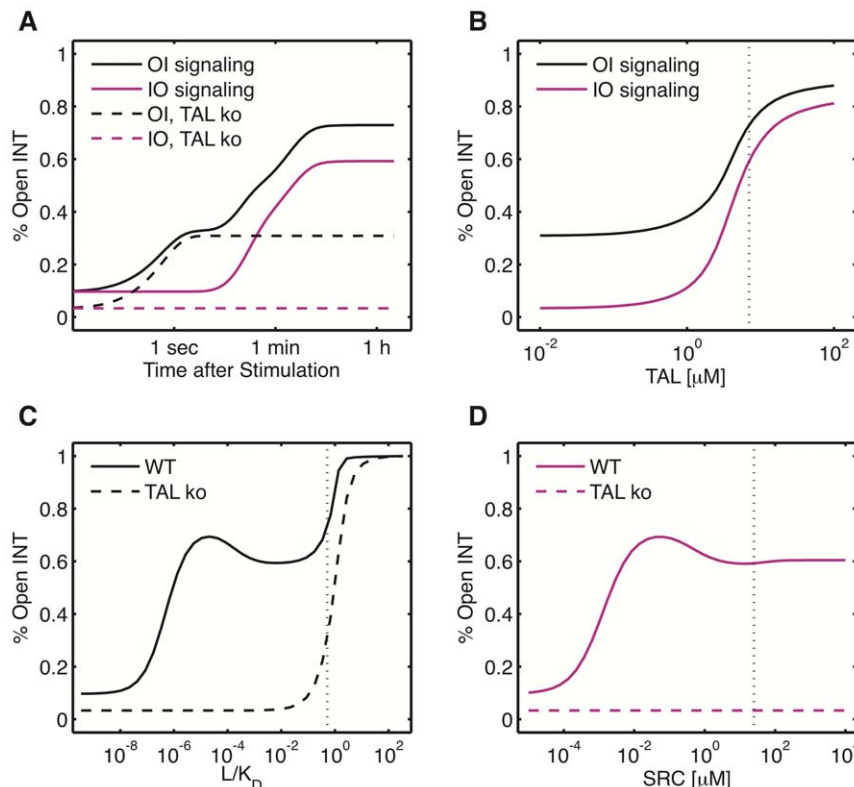 A
% Open INT
1
0.8
0.6
0.4
0.2
0
OI signaling
IO signaling
OI, TAL ko
IO, TAL ko
1 sec
1 min
1 h
Time after Stimulation
B
% Open INT
1
0.8
0.6
0.4
0.2
0
OI signaling
IO signaling
10^-2
10^0
10^2
TAL [µM]
C
% Open INT
1
0.8
0.6
0.4
0.2
0
WT
TAL ko
10^-8
10^-6
10^-4
10^-2
10^0
10^2
L/K_D
D
% Open INT
1
0.8
0.6
0.4
0.2
0
WT
TAL ko
10^-4
10^-2
10^0
10^2
10^4
SRC [µM]